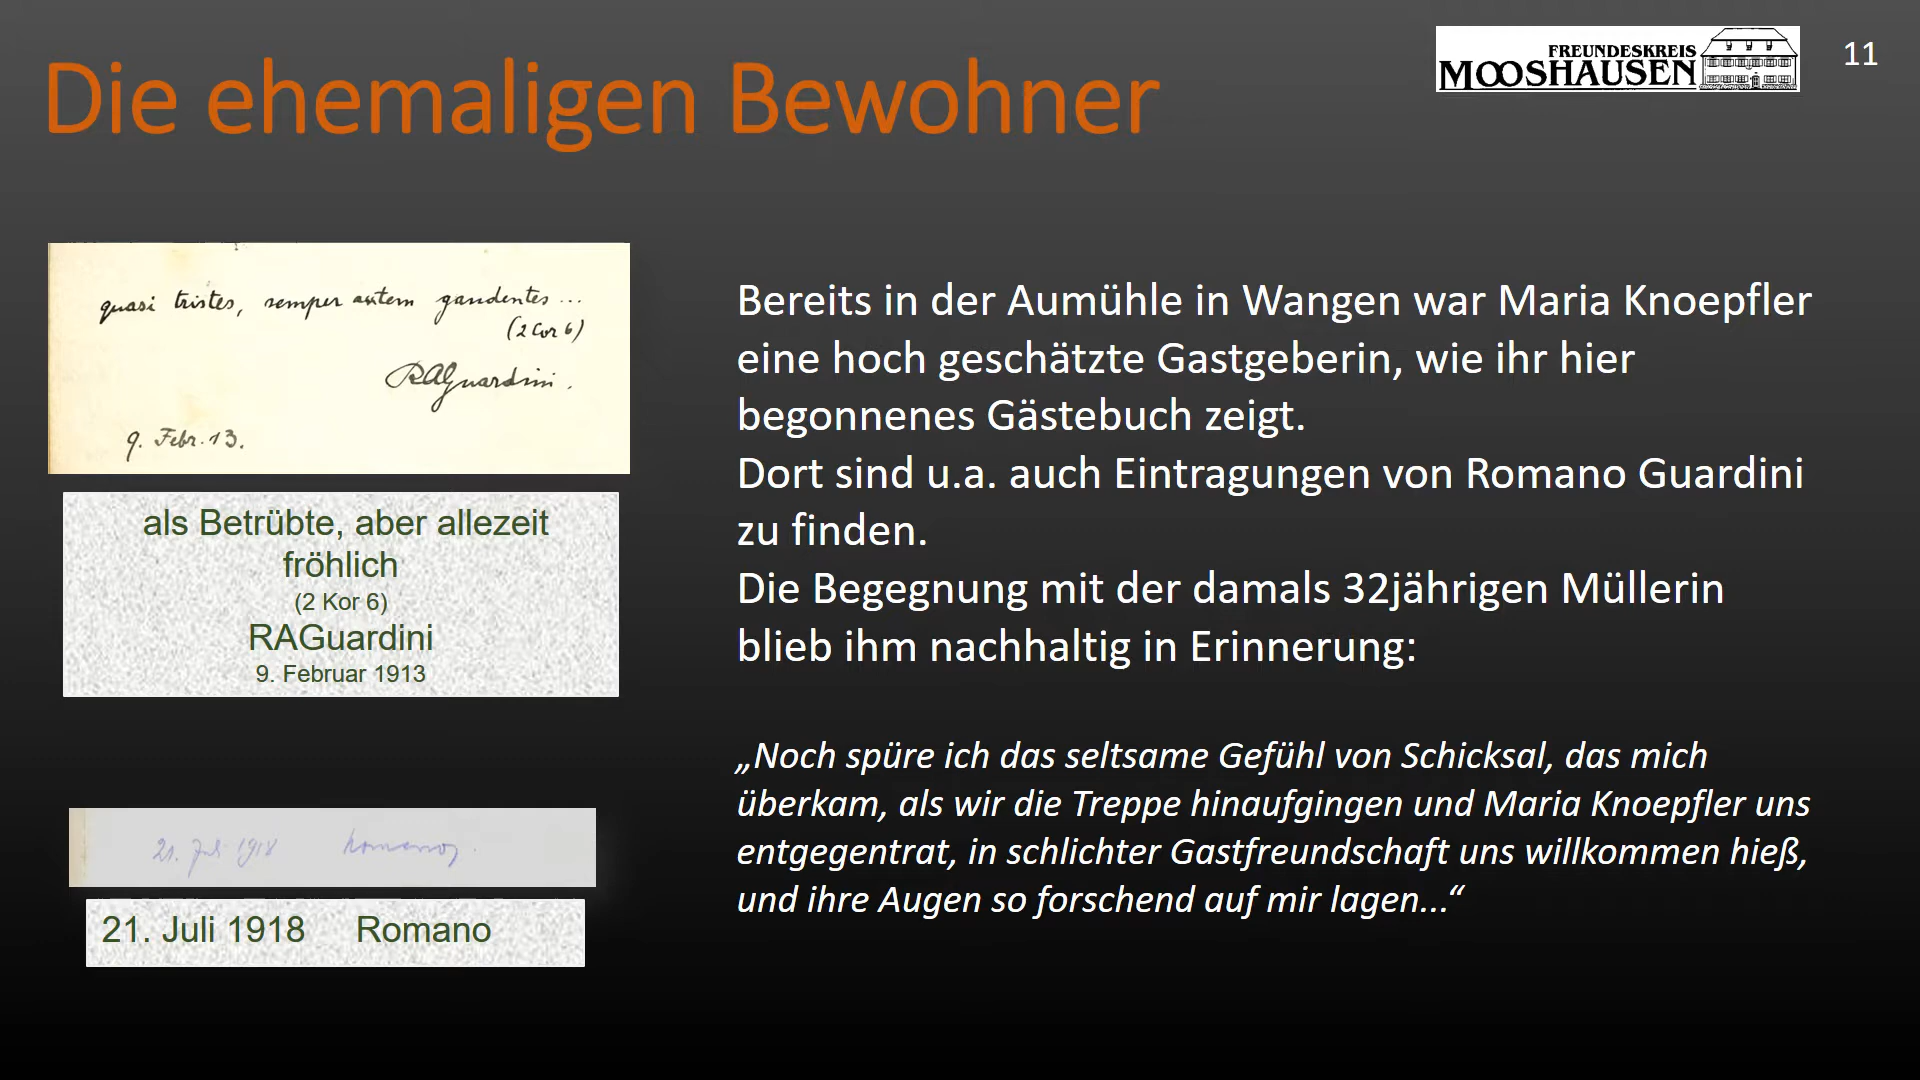 Die ehemaligen Bewohner
FREUNDESKREIS
MOOSHAUSEN
11
quasi tristes, semper autem gaudentes ...
(2 Cor 6)
RAGuardini.
9. Febr. 13.
als Betrübte, aber allezeit
fröhlich
(2 Kor 6)
RAGuardini
9. Februar 1913
21. Juli 1918 Romano
21. Juli 1918 Romano
Bereits in der Aumühle in Wangen war Maria Knoepfler
eine hoch geschätzte Gastgeberin, wie ihr hier
begonnenes Gästebuch zeigt.
Dort sind u.a. auch Eintragungen von Romano Guardini
zu finden.
Die Begegnung mit der damals 32jährigen Müllerin
blieb ihm nachhaltig in Erinnerung:
„Noch spüre ich das seltsame Gefühl von Schicksal, das mich
überkam, als wir die Treppe hinaufgingen und Maria Knoepfler uns
entgegentrat, in schlichter Gastfreundschaft uns willkommen hieß,
und ihre Augen so forschend auf mir lagen...“